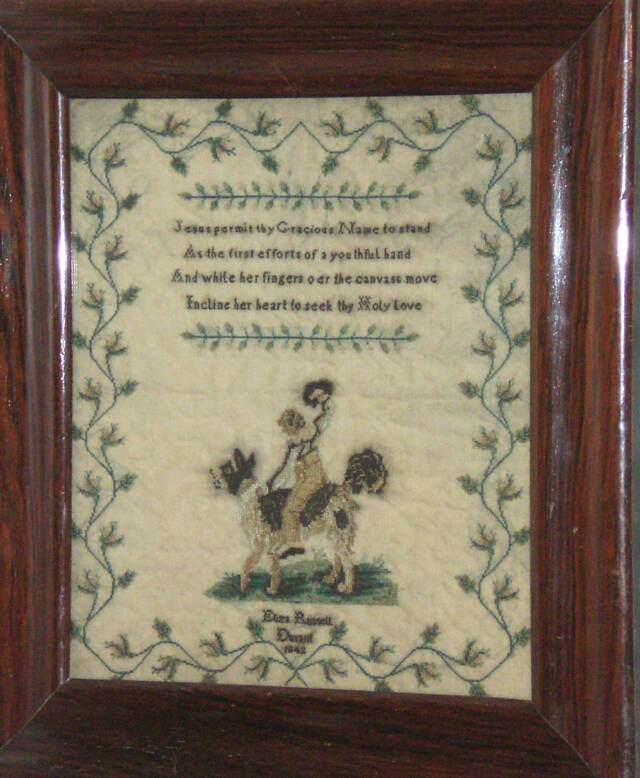 Jesus permit thy Gracious Name to stand
As the first efforts of a youthful hand
And while her fingers o er the canvass move
Incline her heart to seek thy Holy Love
Eliza Russell
Durant
1842